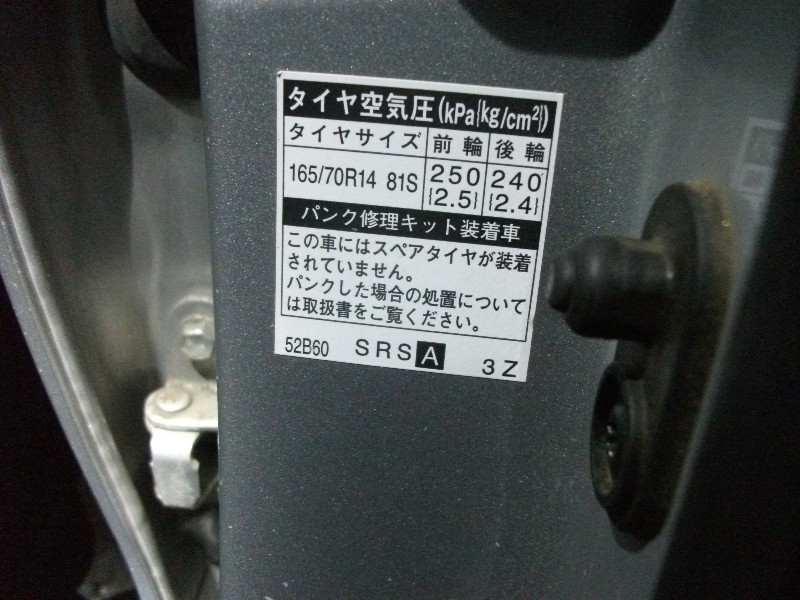 タイヤ空気圧(kPa{kg/cm²})
タイヤサイズ 前輪 後輪
165/70R14 81S 250 240
{2.5} {2.4}
パンク修理キット装着車
この車にはスペアタイヤが装着
されていません。
パンクした場合の処置について
は取扱書をご覧ください。
52B60 SRS A 3Z